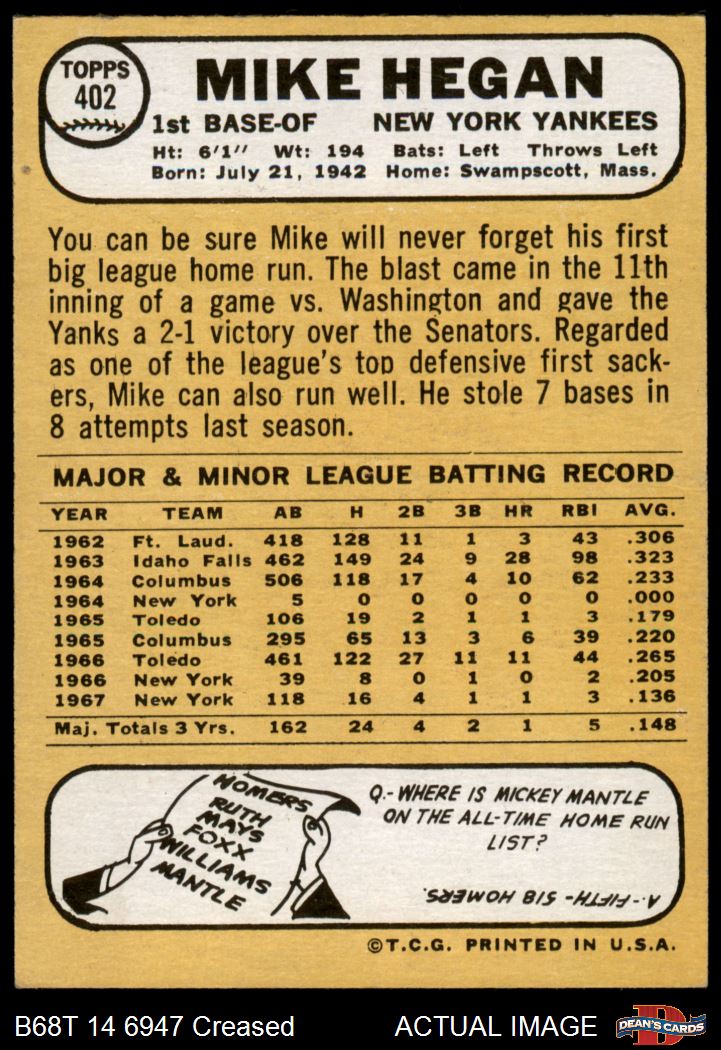 TOPPS
402
MIKE HEGAN
1st BASE-OF NEW YORK YANKEES
Ht: 6'1" Wt: 194 Bats: Left Throws Left
Born: July 21, 1942 Home: Swampscott, Mass.
You can be sure Mike will never forget his first
big league home run. The blast came in the 11th
inning of a game vs. Washington and gave the
Yanks a 2-1 victory over the Senators. Regarded
as one of the league's top defensive first sack-
ers, Mike can also run well. He stole 7 bases in
8 attempts last season.
MAJOR & MINOR LEAGUE BATTING RECORD
YEAR TEAM AB H 2B 3B HR RBI AVG.
1962 Ft. Laud. 418 128 11 1 3 43 .306
1963 Idaho Falls 462 149 24 9 28 98 .323
1964 Columbus 506 118 17 4 10 62 .233
1964 New York 5 0 0 0 0 0 .000
1965 Toledo 106 19 2 1 1 3 .179
1965 Columbus 295 65 13 3 6 39 .220
1966 Toledo 461 122 27 11 11 44 .265
1966 New York 39 8 0 1 0 2 .205
1967 New York 118 16 4 1 1 3 .136
Maj. Totals 3 Yrs. 162 24 4 2 1 5 .148
HOMERS
RUTH
MAYS
FOXX
WILLIAMS
MANTLE
Q.-WHERE IS MICKEY MANTLE
ON THE ALL-TIME HOME RUN
LIST?
A.-FIFTH-518 HOMERS.
©T.C.G. PRINTED IN U.S.A.
B68T 14 6947 Creased ACTUAL IMAGE
D
DEAN'S CARDS